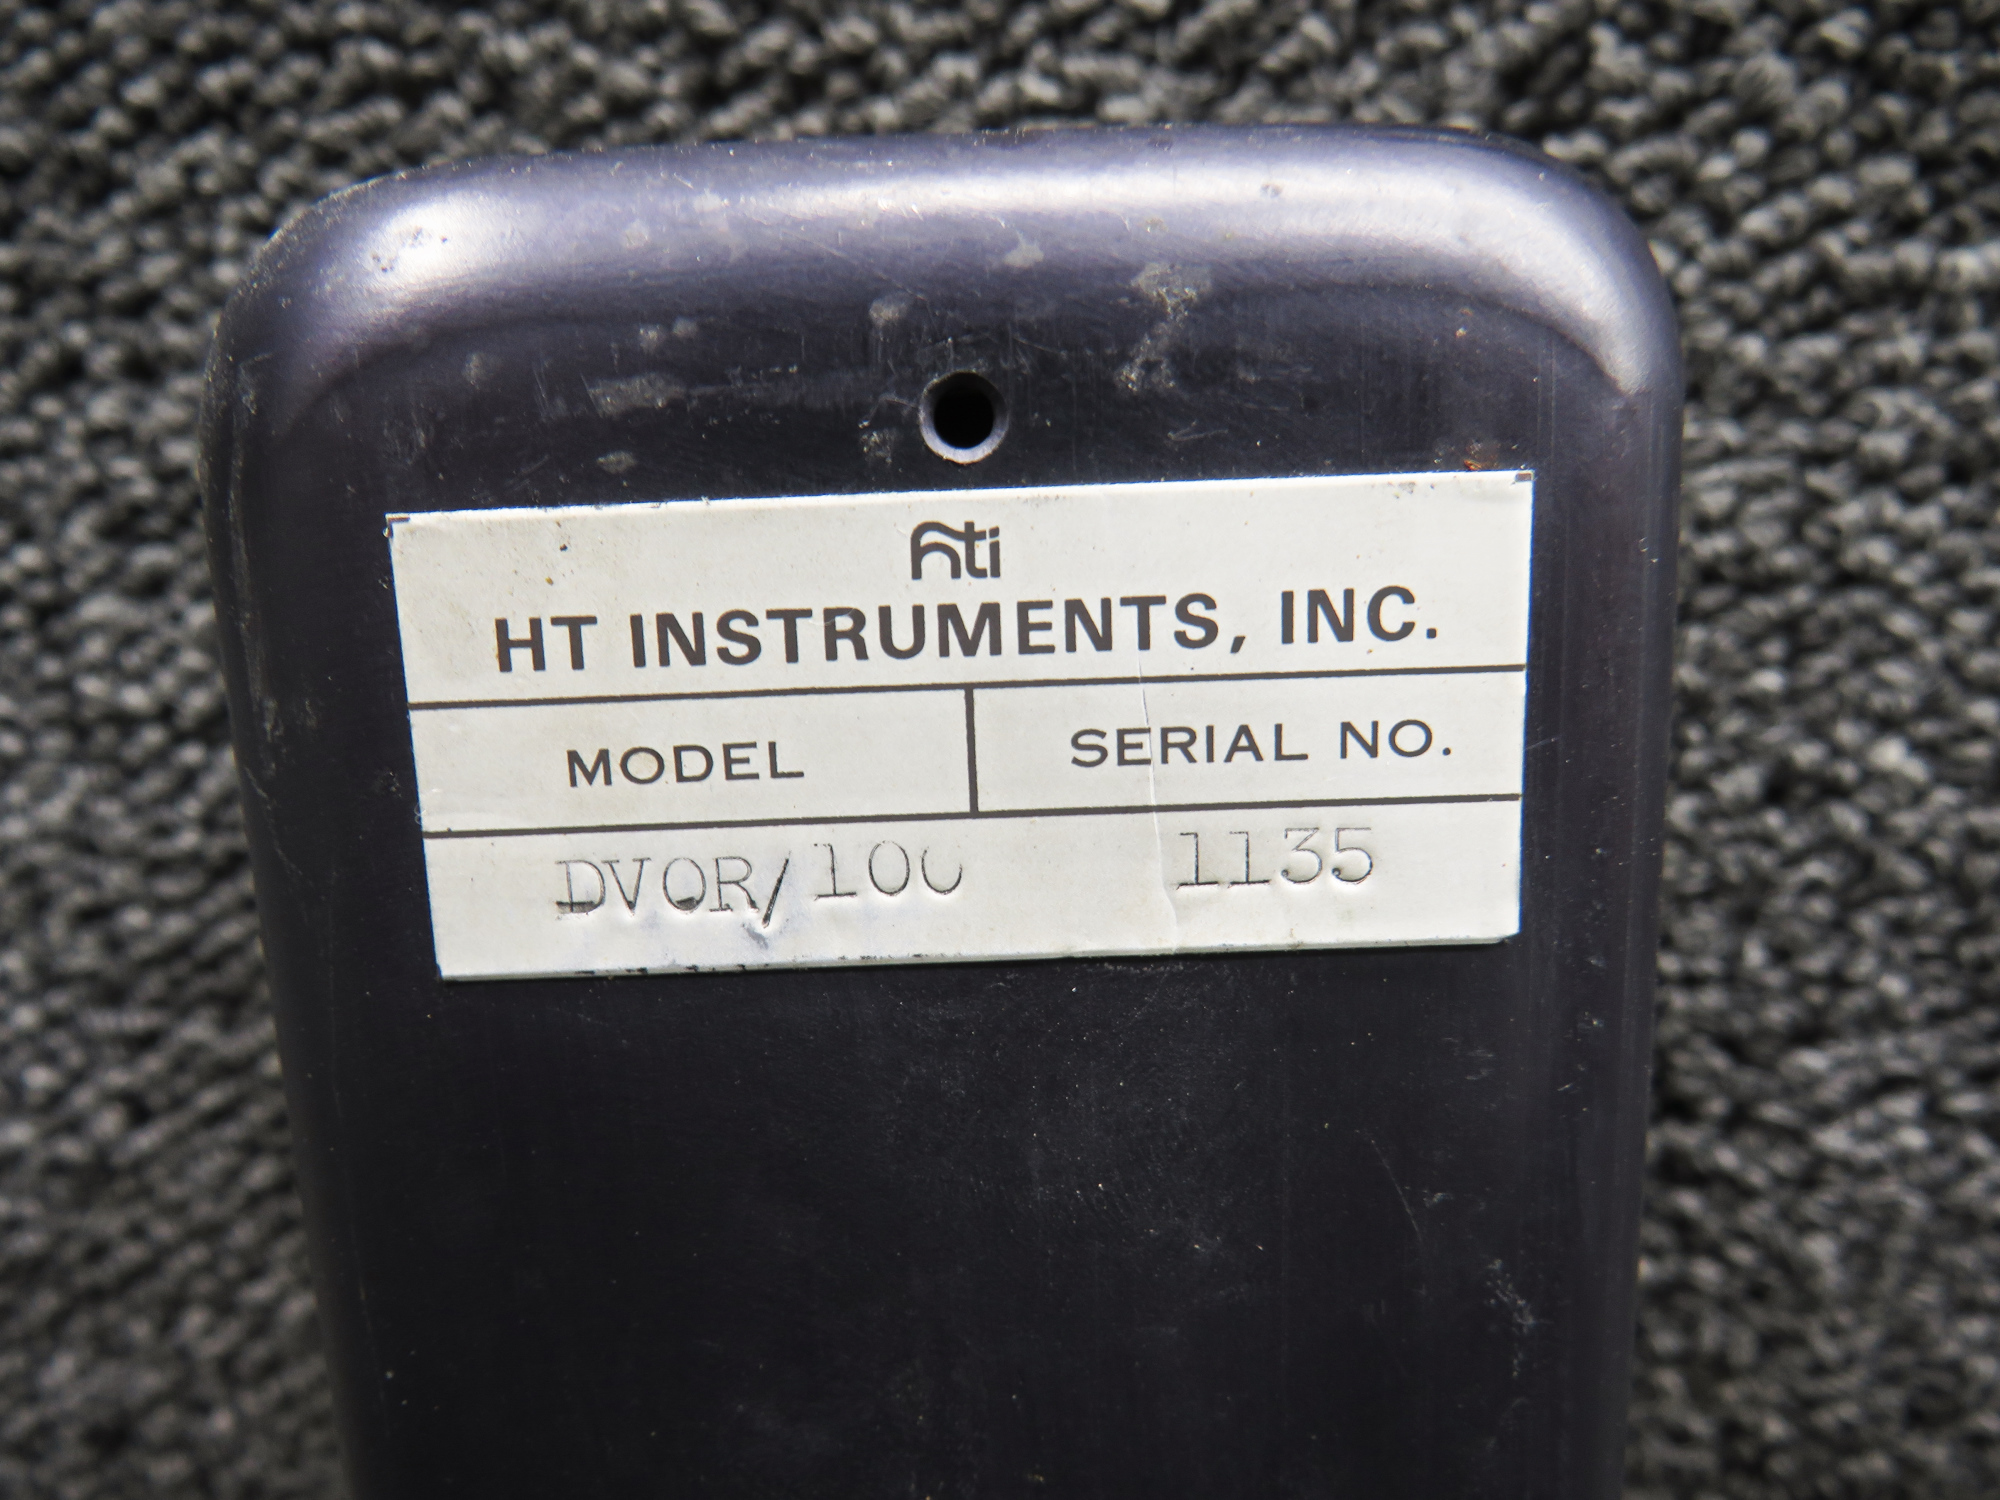 hti
HT INSTRUMENTS, INC.
MODEL SERIAL NO.
DVOR/100 1135